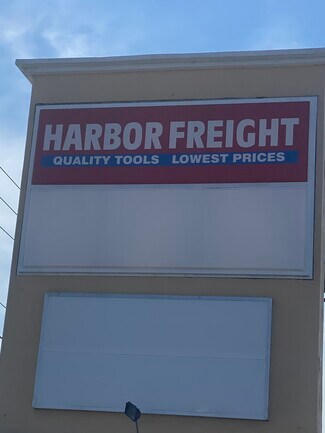 HARBOR FREIGHT
QUALITY TOOLS LOWEST PRICES